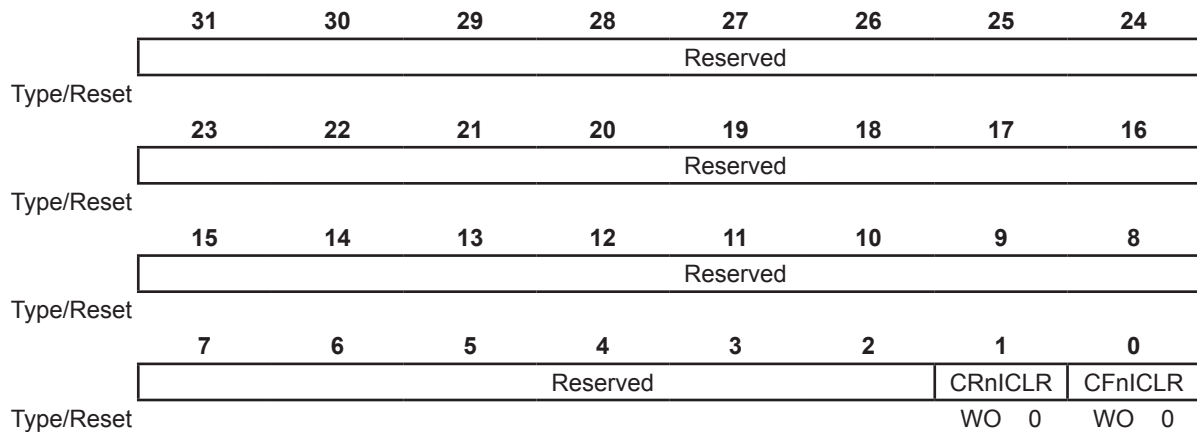 31 30 29 28 27 26 25 24
Reserved
Type/Reset
23 22 21 20 19 18 17 16
Reserved
Type/Reset
15 14 13 12 11 10 9 8
Reserved
Type/Reset
7 6 5 4 3 2 1 0
Reserved CRnICLR CFnICLR
Type/Reset WO 0 WO 0